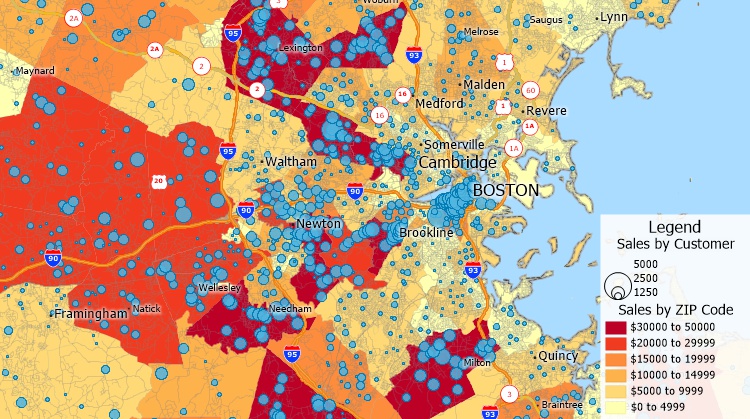 3
Woburn
2A
95
Saugus
Lynn
Melrose
Lexington
2A
93
2
1
Maynard
Malden
2
16
60
Medford
1
Revere
16
1A
Somerville
1A
95
Waltham
Cambridge
20
90
BOSTON
90
Newton
Brookline
90
93
Wellesley
Framingham
Natick
Needham
95
Quincy
Milton
3
Braintree
93
Legend
Sales by Customer
5000
2500
1250
Sales by ZIP Code
$30000 to 50000
$20000 to 29999
$15000 to 19999
$10000 to 14999
$5000 to 9999
$0 to 4999